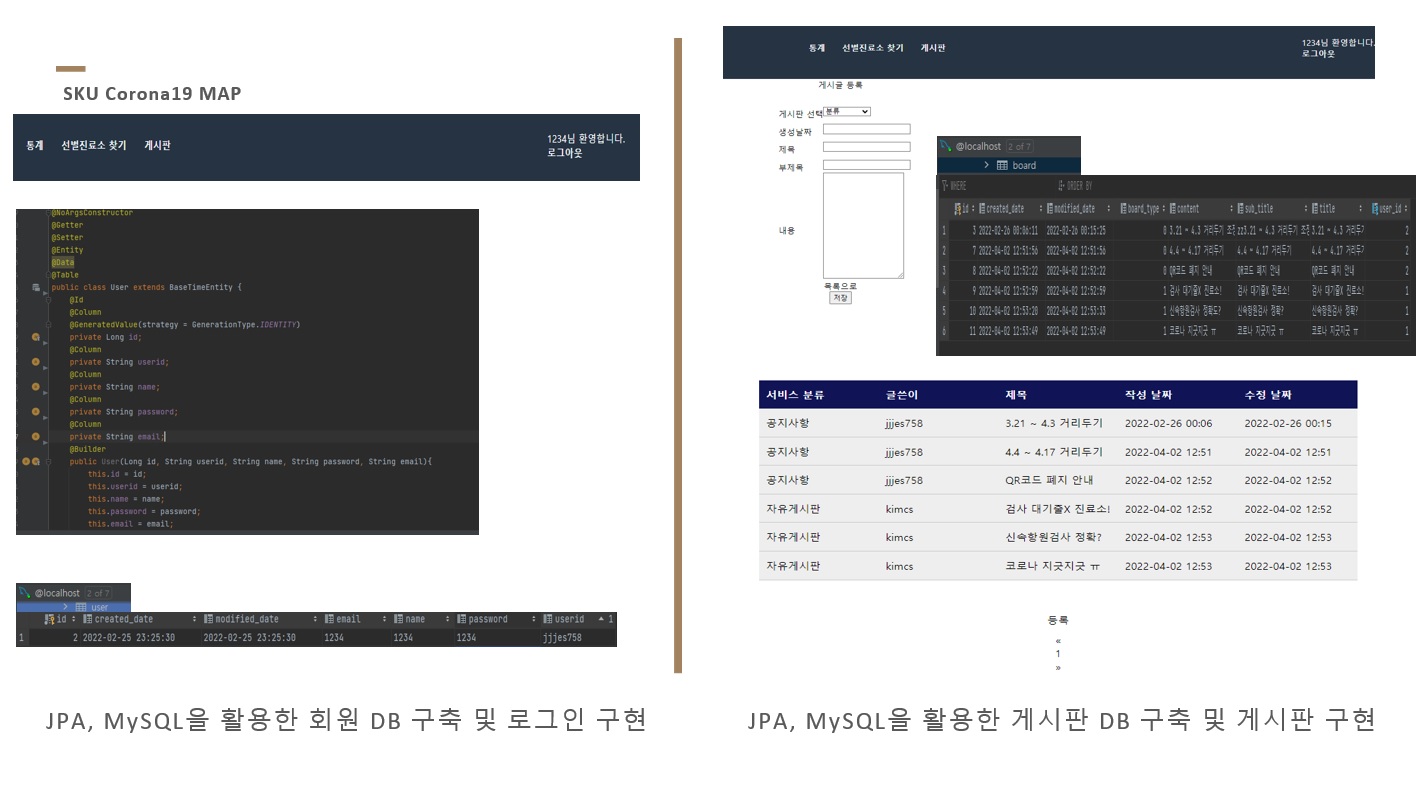 SKU Corona19 MAP
통계 선별진료소 찾기 게시판
1234님 환영합니다.
로그아웃
@NoArgsConstructor
@Getter
@Setter
@Entity
@Data
@Table
public class User extends BaseTimeEntity {
@Id
@Column
@GeneratedValue(strategy = GenerationType.IDENTITY)
private Long id;
@Column
private String userid;
@Column
private String name;
@Column
private String password;
@Column
private String email;
@Builder
public User(Long id, String userid, String name, String password, String email){
this.id = id;
this.userid = userid;
this.name = name;
this.password = password;
this.email = email;
@localhost 2 of 7
user
id created_date modified_date email name password userid 1
1 2 2022-02-25 23:25:30 2022-02-25 23:25:30 1234 1234 1234 jjjes758
JPA, MySQL을 활용한 회원 DB 구축 및 로그인 구현
통계 선별진료소 찾기 게시판
1234님 환영합니다.
로그아웃
게시글 등록
게시판 선택 분류
생성날짜
제목
부제목
내용
목록으로
저장
@localhost 2 of 7
board
WHERE ORDER BY
id created_date modified_date board_type content sub_title title user_id
1 3 2022-02-26 00:06:11 2022-02-26 00:15:25 0 3.21 ~ 4.3 거리두기 조정 zz3.21 ~ 4.3 거리두기 조정 3.21 ~ 4.3 거리두기 2
2 7 2022-04-02 12:51:56 2022-04-02 12:51:56 0 4.4 ~ 4.17 거리두기 4.4 ~ 4.17 거리두기 4.4 ~ 4.17 거리두기 2
3 8 2022-04-02 12:52:22 2022-04-02 12:52:22 0 QR코드 폐지 안내 QR코드 폐지 안내 QR코드 폐지 안내 2
4 9 2022-04-02 12:52:59 2022-04-02 12:52:59 1 검사 대기줄X 진료소! 검사 대기줄X 진료소! 검사 대기줄X 진료소! 1
5 10 2022-04-02 12:53:20 2022-04-02 12:53:33 1 신속항원검사 정확도? 신속항원검사 정확? 신속항원검사 정확? 1
6 11 2022-04-02 12:53:49 2022-04-02 12:53:49 1 코로나 지긋지긋 ㅠ 코로나 지긋지긋 ㅠ 코로나 지긋지긋 ㅠ 1
서비스 분류 글쓴이 제목 작성 날짜 수정 날짜
공지사항 jjjes758 3.21 ~ 4.3 거리두기 2022-02-26 00:06 2022-02-26 00:15
공지사항 jjjes758 4.4 ~ 4.17 거리두기 2022-04-02 12:51 2022-04-02 12:51
공지사항 jjjes758 QR코드 폐지 안내 2022-04-02 12:52 2022-04-02 12:52
자유게시판 kimcs 검사 대기줄X 진료소! 2022-04-02 12:52 2022-04-02 12:52
자유게시판 kimcs 신속항원검사 정확? 2022-04-02 12:53 2022-04-02 12:53
자유게시판 kimcs 코로나 지긋지긋 ㅠ 2022-04-02 12:53 2022-04-02 12:53
등록
«
1
»
JPA, MySQL을 활용한 게시판 DB 구축 및 게시판 구현